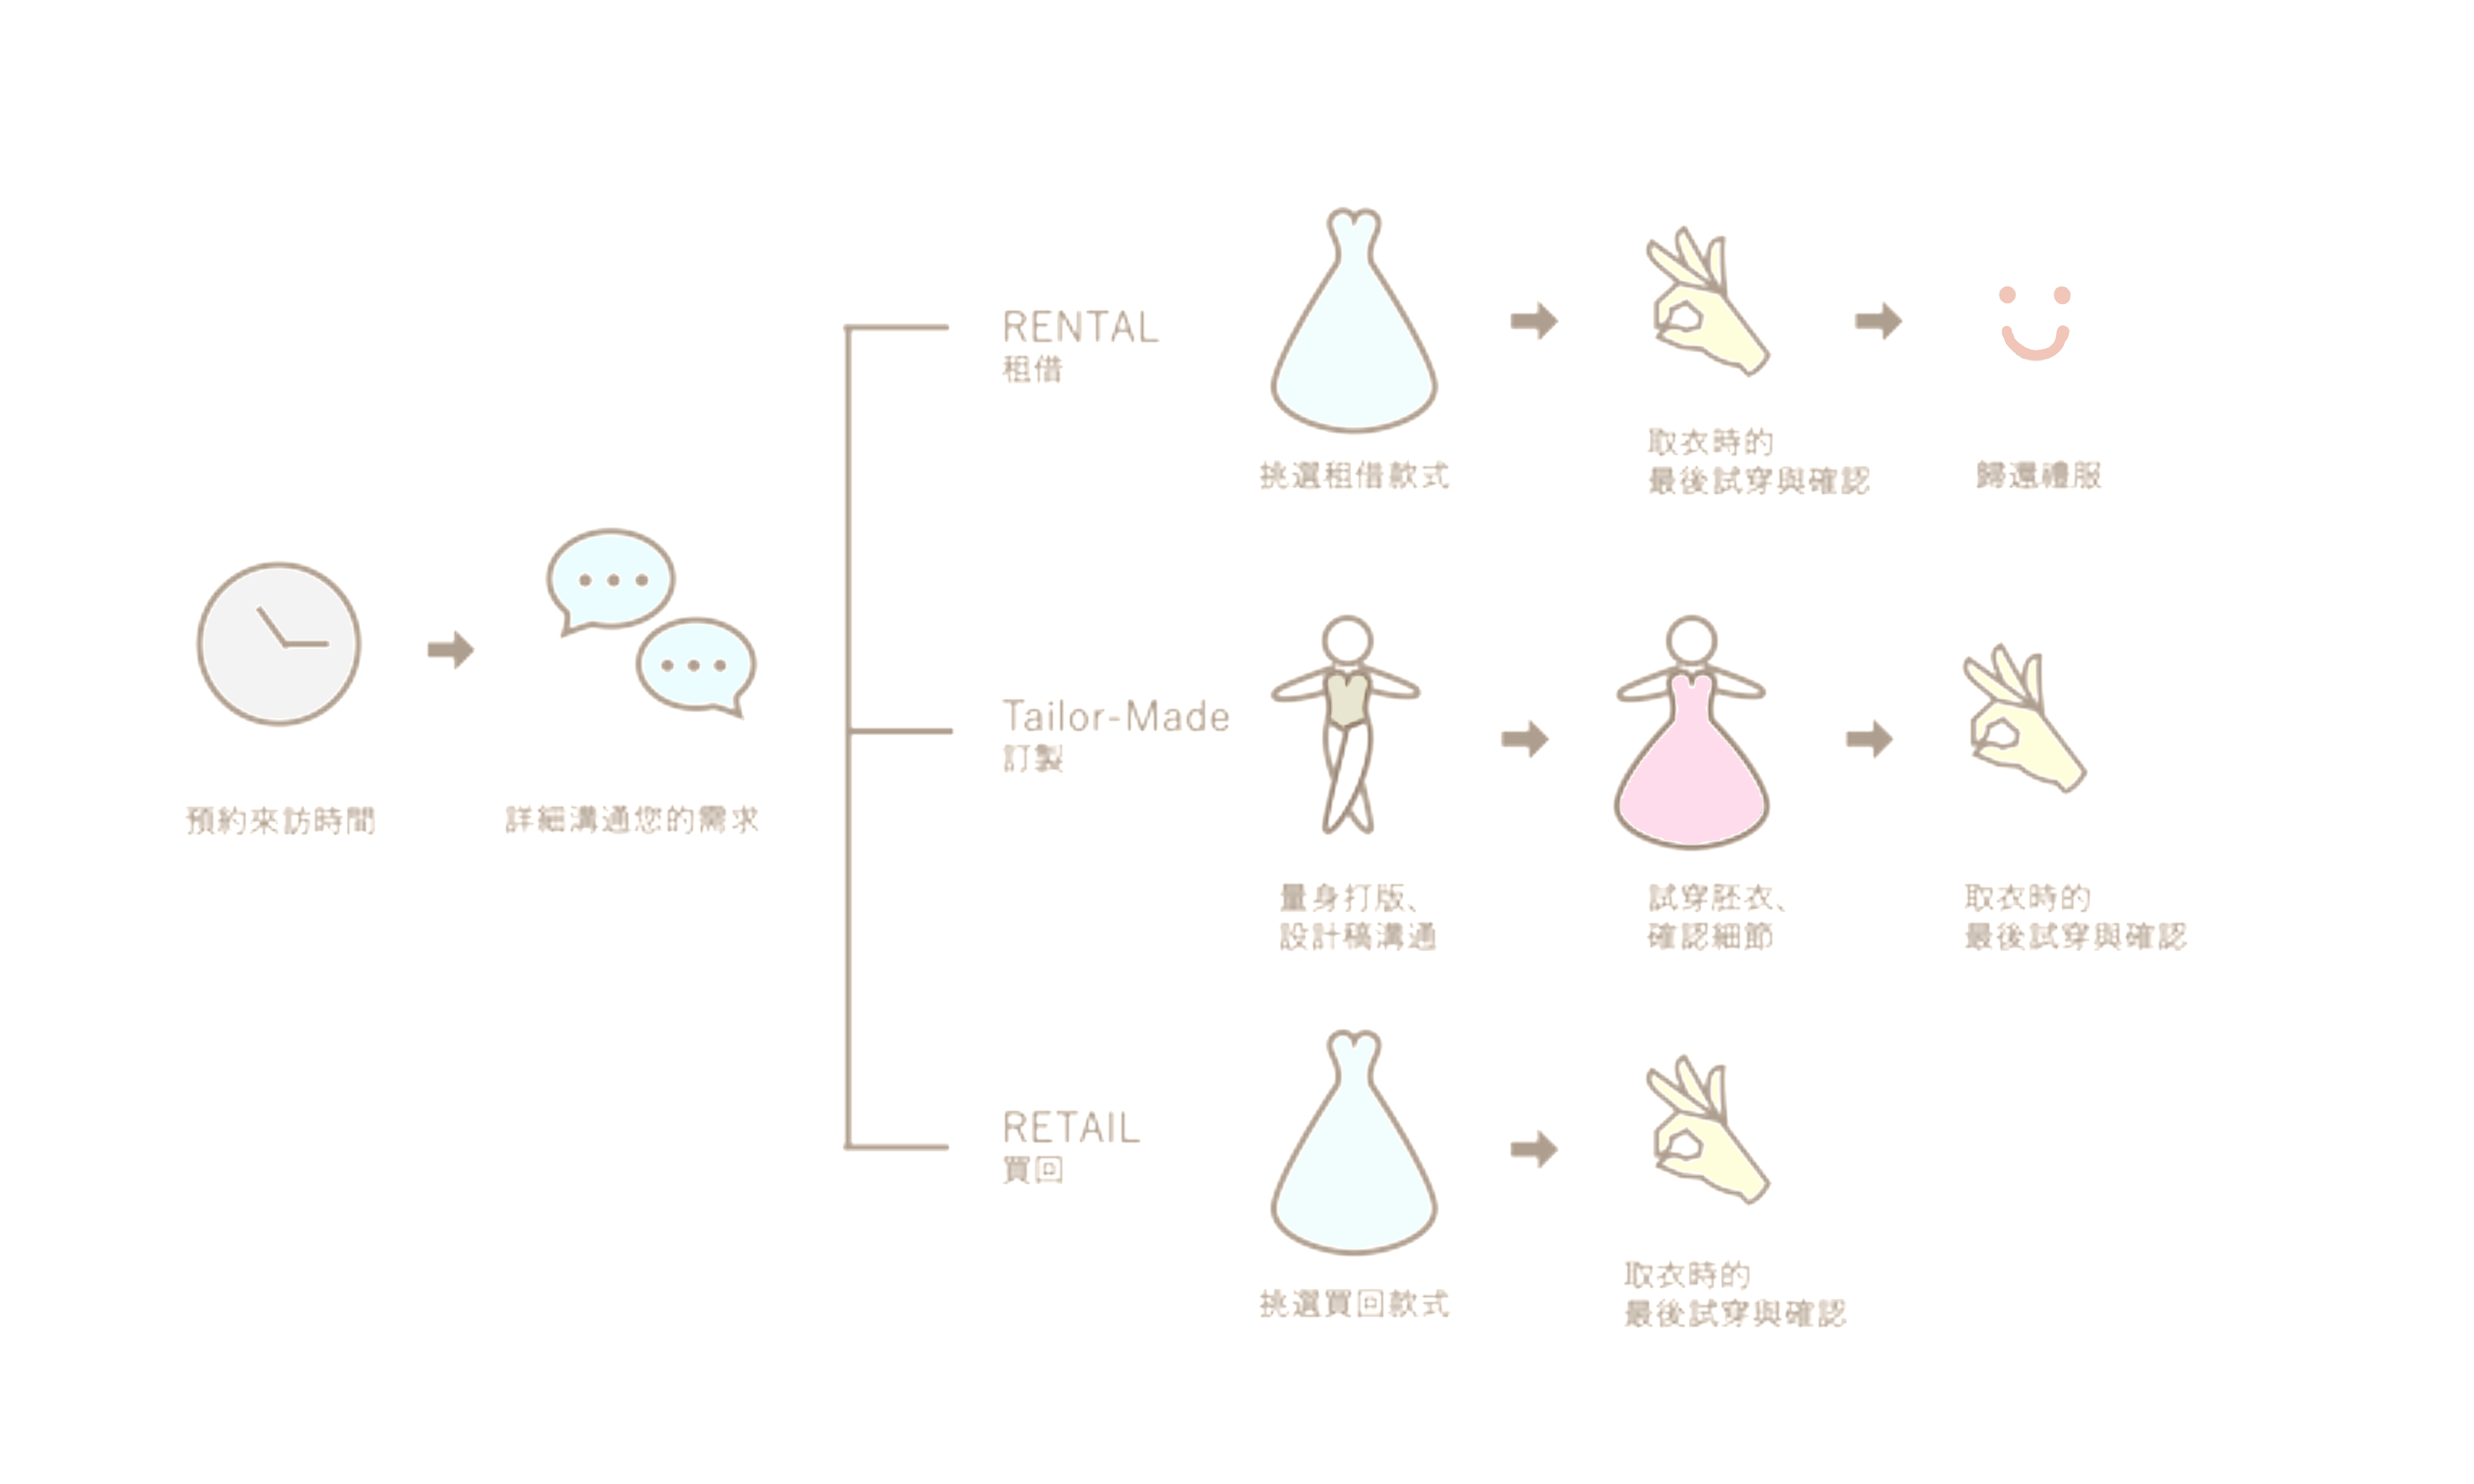 預約來訪時間
詳細溝通您的需求
RENTAL
租借
挑選租借款式
取衣時的
最後試穿與確認
歸還禮服
Tailor-Made
訂製
量身打版、
設計稿溝通
試穿胚衣、
確認細節
取衣時的
最後試穿與確認
RETAIL
買回
挑選買回款式
取衣時的
最後試穿與確認